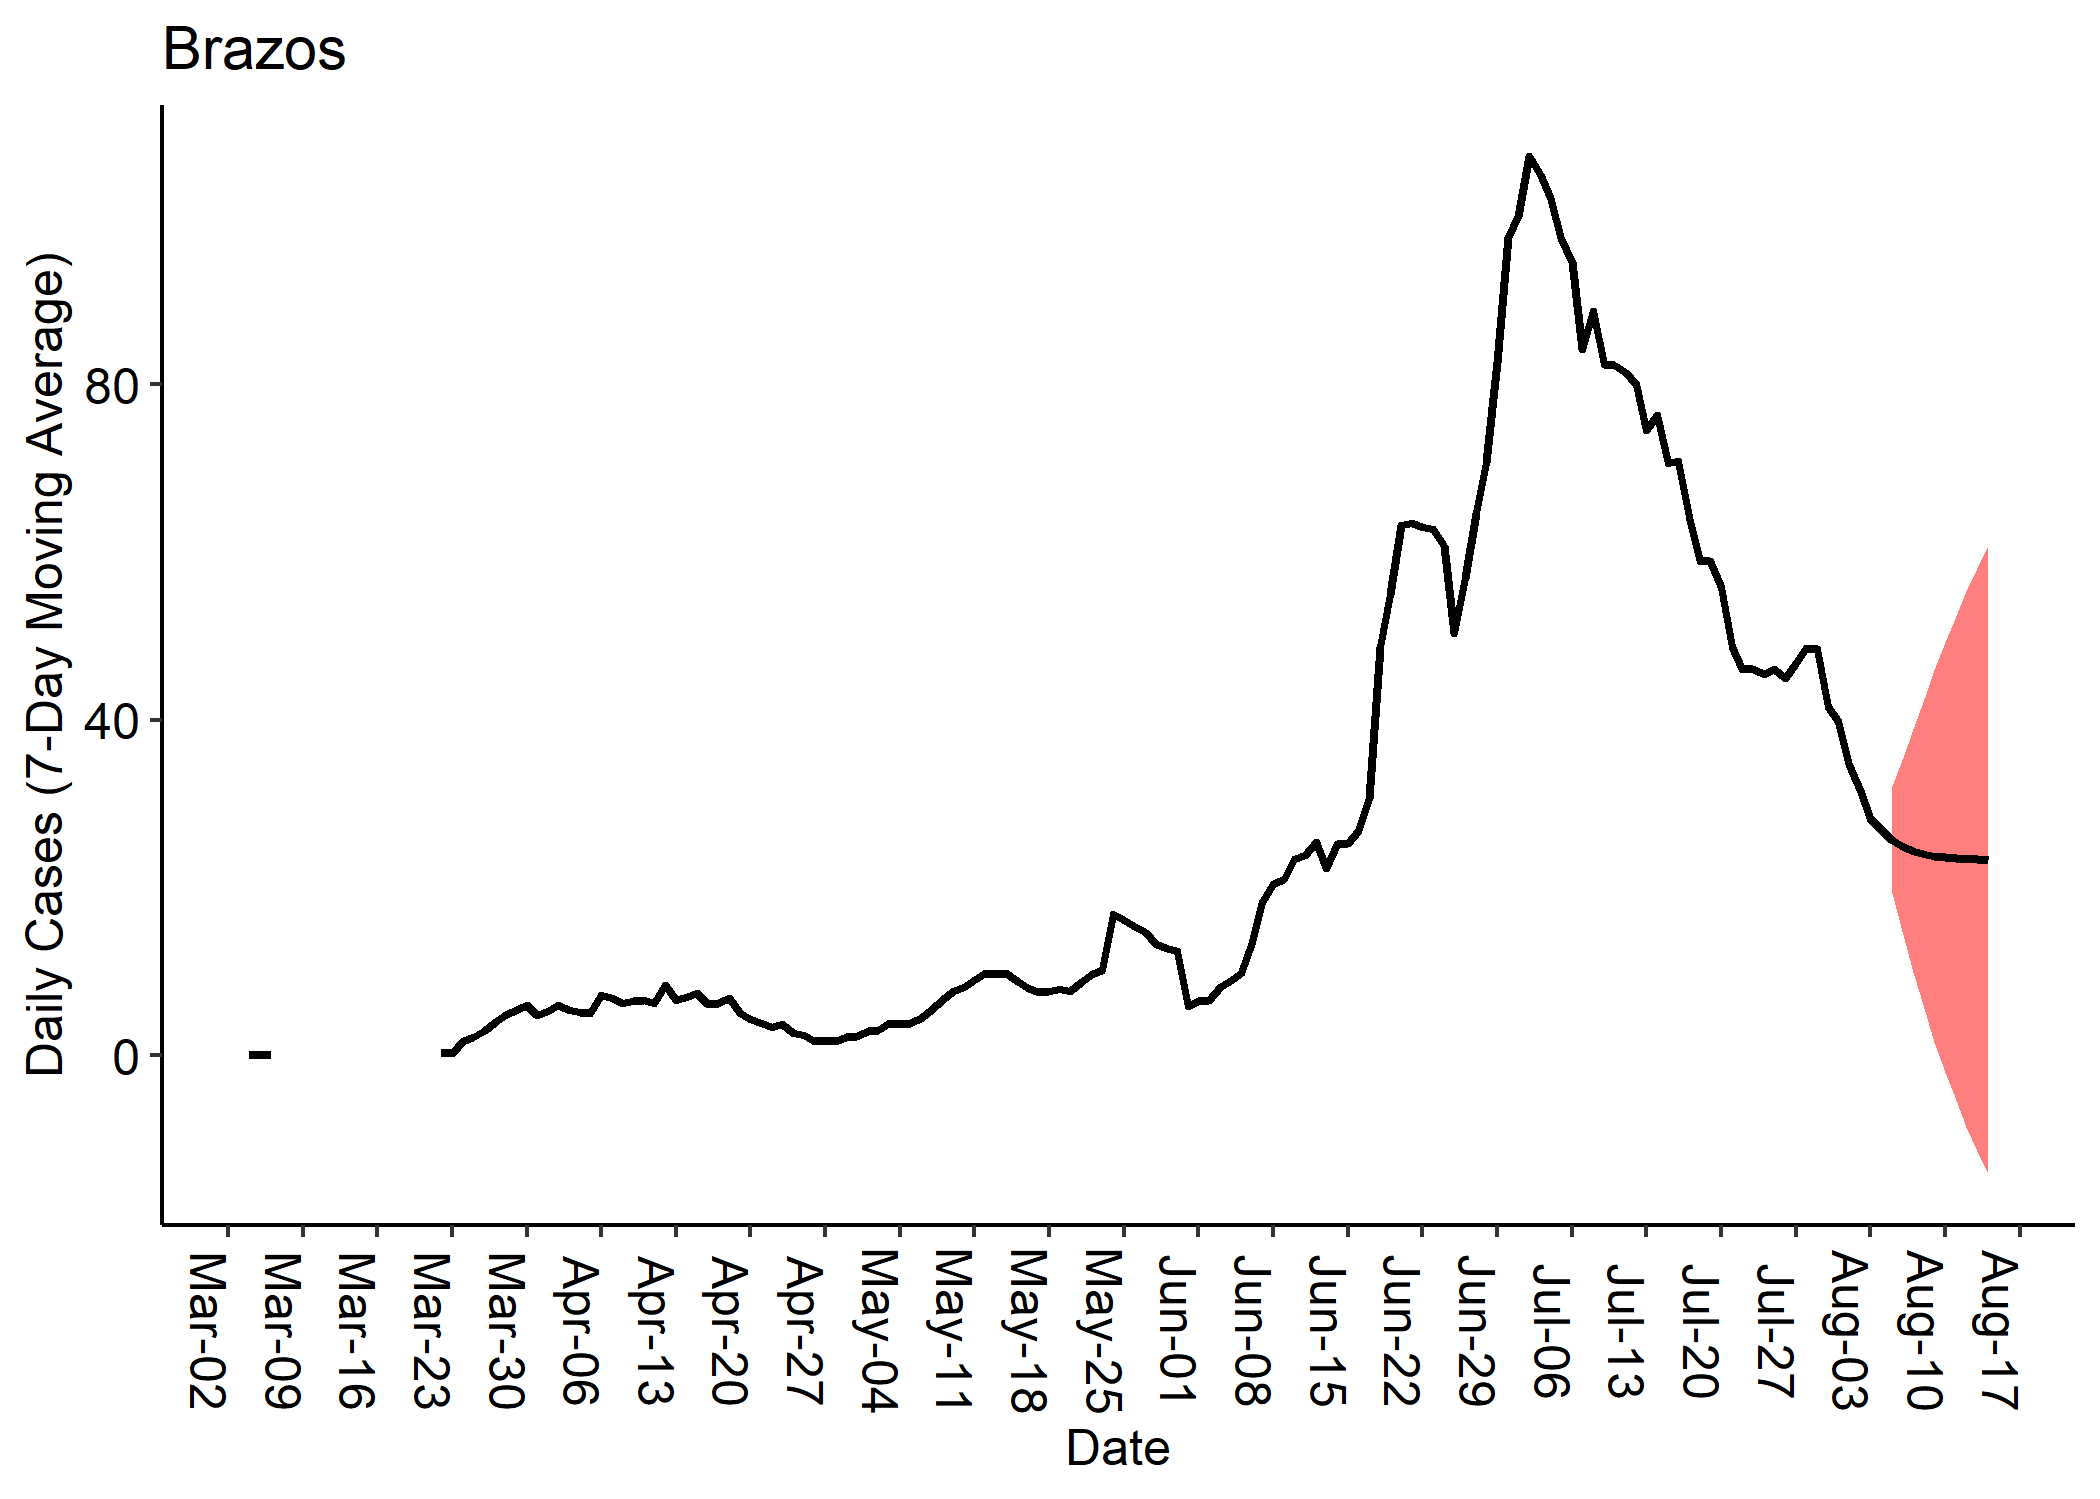 Brazos
Daily Cases (7-Day Moving Average)
80
40
0
Mar-02
Mar-09
Mar-16
Mar-23
Mar-30
Apr-06
Apr-13
Apr-20
Apr-27
May-04
May-11
May-18
May-25
Jun-01
Jun-08
Jun-15
Jun-22
Jun-29
Jul-06
Jul-13
Jul-20
Jul-27
Aug-03
Aug-10
Aug-17
Date